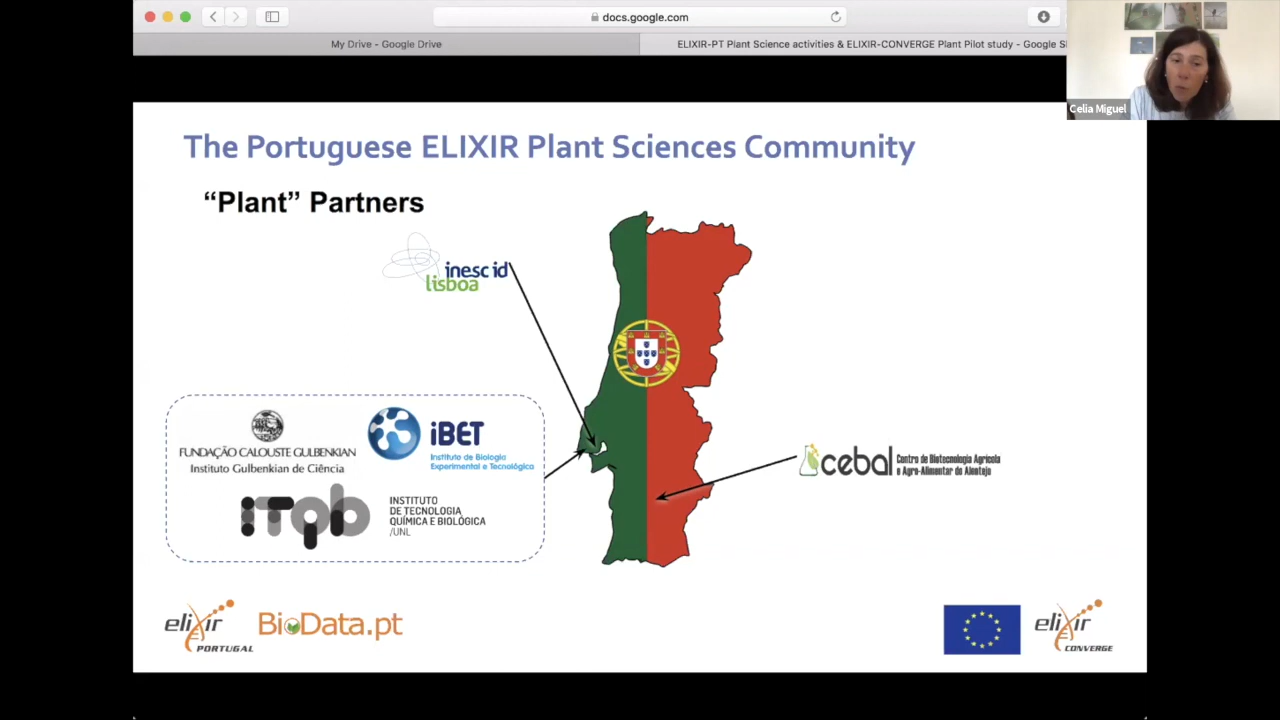 docs.google.com
My Drive - Google Drive
ELIXIR-PT Plant Science activities & ELIXIR-CONVERGE Plant Pilot study - Google
Celia Miguel
The Portuguese ELIXIR Plant Sciences Community
“Plant” Partners
inesc id
lisboa
FUNDAÇÃO CALOUSTE GULBENKIAN
Instituto Gulbenkian de Ciência
iBET
Instituto de Biologia
Experimental e Tecnológica
iTqb
INSTITUTO
DE TECNOLOGIA
QUÍMICA E BIOLÓGICA
/UNL
cebal
Centro de Biotecnologia Agrícola
e Agro-Alimentar do Alentejo
elixir
PORTUGAL
BioData.pt
elixir
CONVERGE